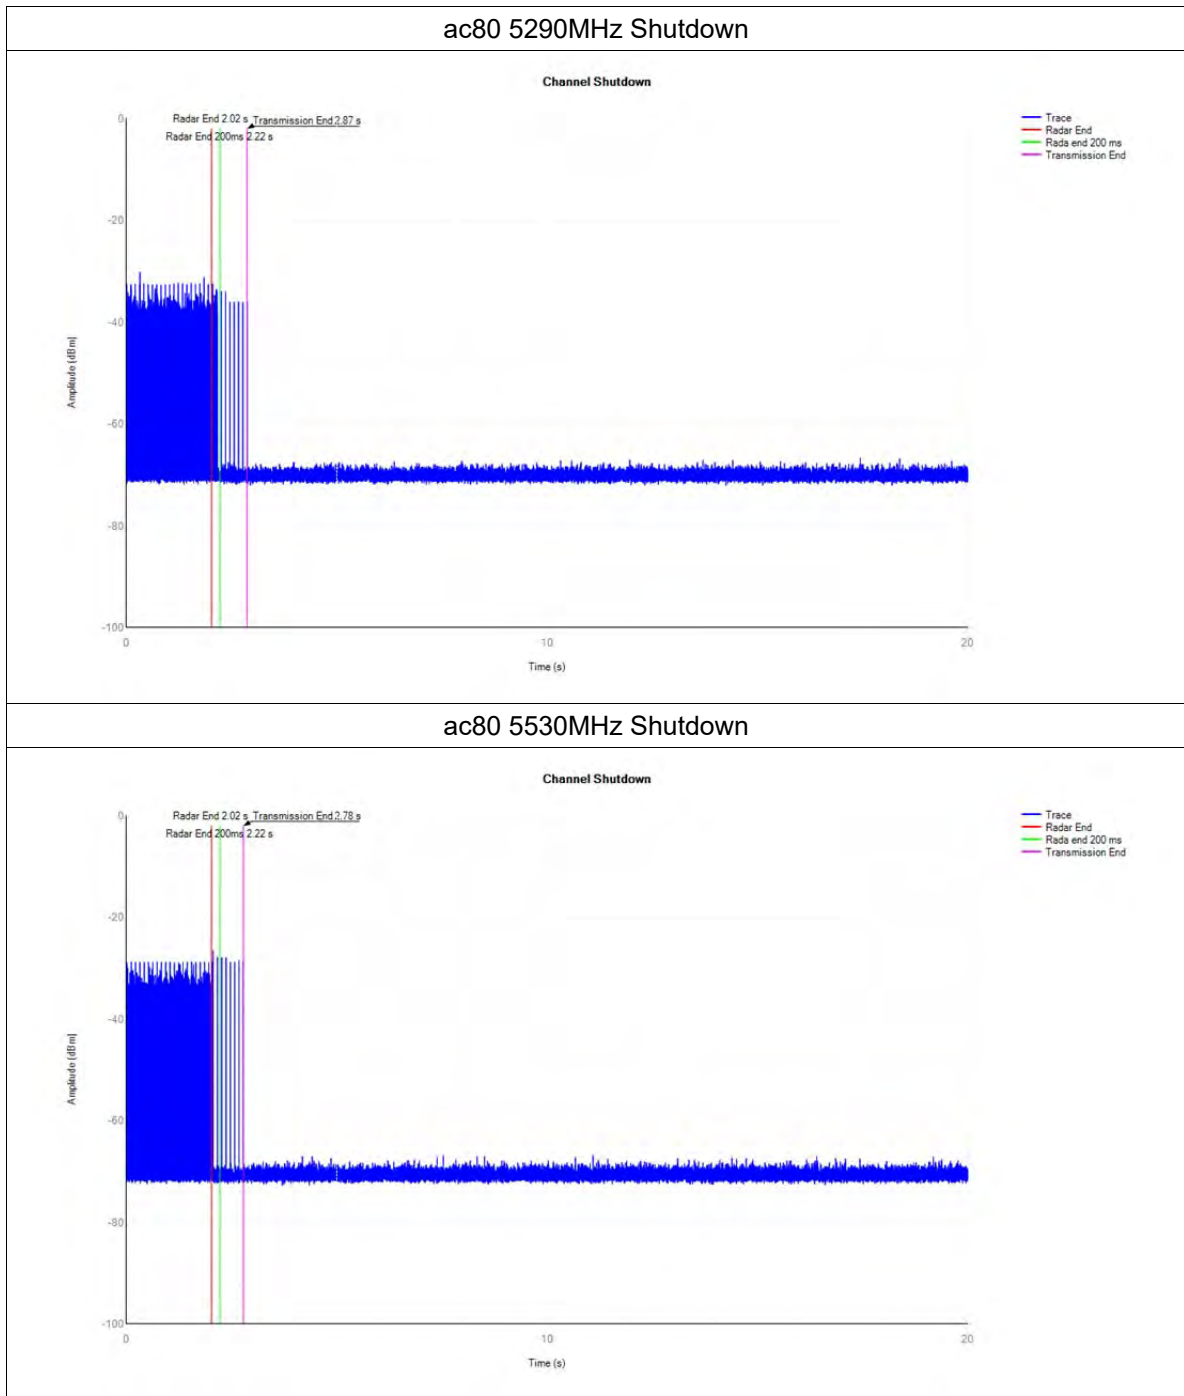 ac80 5290MHz Shutdown
Channel Shutdown
Radar End 2.02 s Transmission End 2.87 s
Radar End 200ms 2.22 s
Trace
Radar End
Rada end 200 ms
Transmission End
0
-20
-40
-60
-80
-100
Amplitude [dBm]
0 10 20
Time (s)
ac80 5530MHz Shutdown
Channel Shutdown
Radar End 2.02 s Transmission End 2.78 s
Radar End 200ms 2.22 s
Trace
Radar End
Rada end 200 ms
Transmission End
0
-20
-40
-60
-80
-100
Amplitude [dBm]
0 10 20
Time (s)